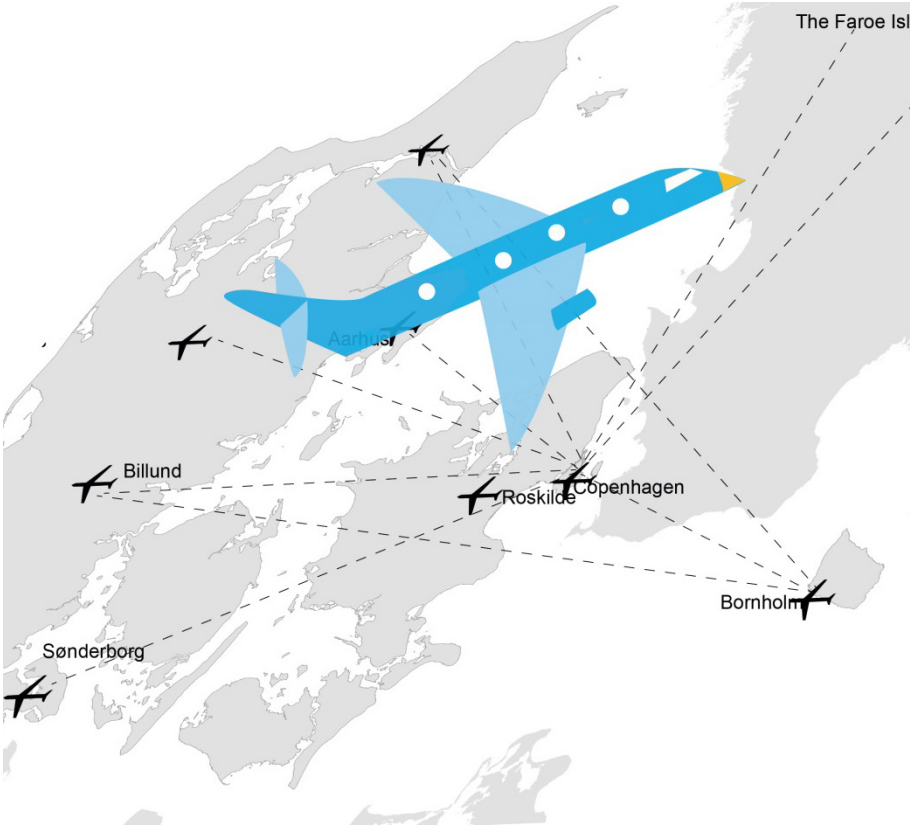 The Faroe Isl
Aarhus
Billund
Roskilde
Copenhagen
Bornholm
Sønderborg